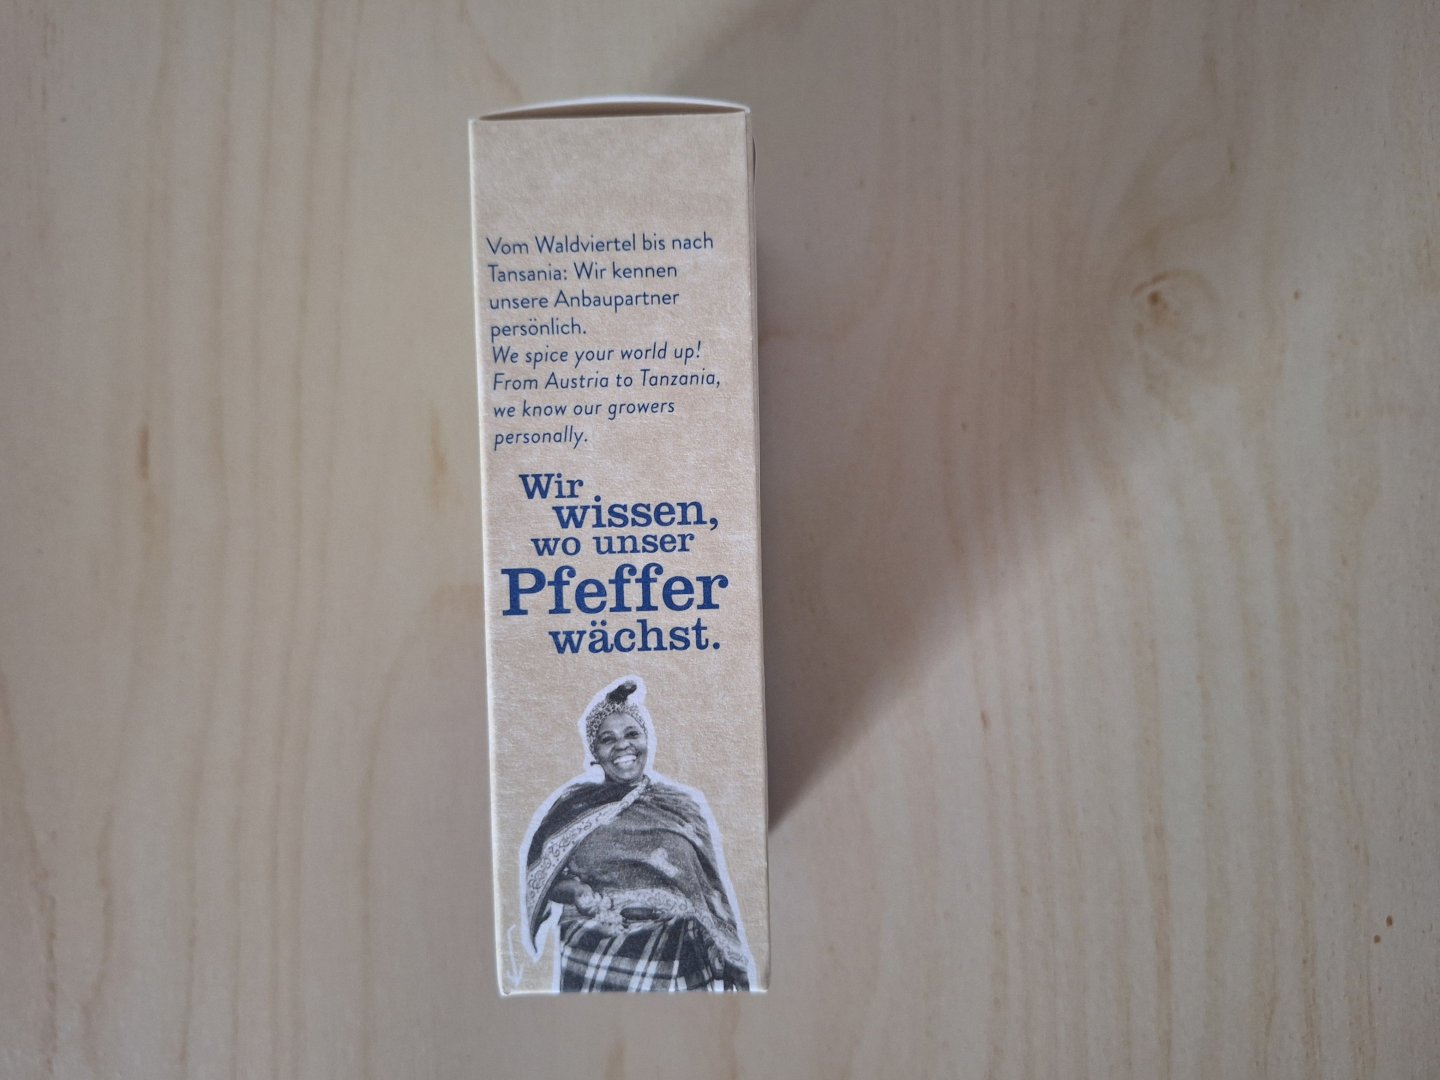 Vom Waldviertel bis nach
Tansania: Wir kennen
unsere Anbaupartner
persönlich.
We spice your world up!
From Austria to Tanzania,
we know our growers
personally.
Wir
wissen,
wo unser
Pfeffer
wächst.